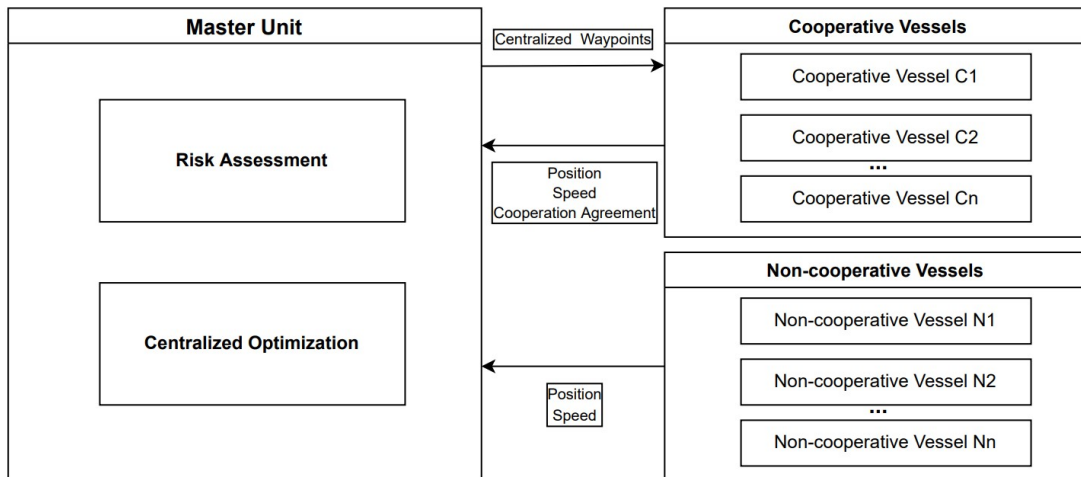 Master Unit
Risk Assessment
Centralized Optimization
Centralized Waypoints
Position
Speed
Cooperation Agreement
Position
Speed
Cooperative Vessels
Cooperative Vessel C1
Cooperative Vessel C2
...
Cooperative Vessel Cn
Non-cooperative Vessels
Non-cooperative Vessel N1
Non-cooperative Vessel N2
...
Non-cooperative Vessel Nn